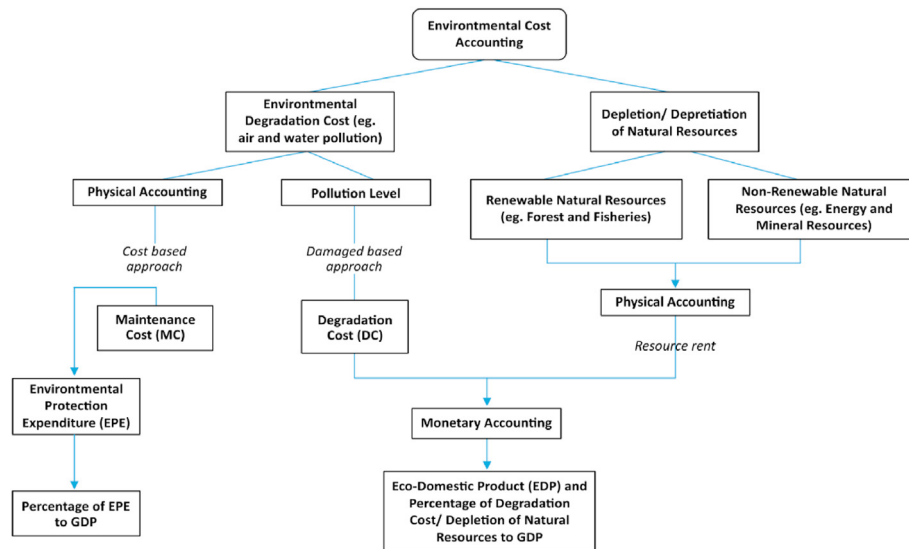 Environtmental Cost
Accounting
Environtmental
Degradation Cost (eg.
air and water pollution)
Depletion/ Depretiation
of Natural Resources
Physical Accounting
Pollution Level
Renewable Natural Resources
(eg. Forest and Fisheries)
Non-Renewable Natural
Resources (eg. Energy and
Mineral Resources)
Cost based
approach
Damaged based
approach
Physical Accounting
Maintenance
Cost (MC)
Degradation
Cost (DC)
Resource rent
Environtmental
Protection
Expenditure (EPE)
Monetary Accounting
Percentage of EPE
to GDP
Eco-Domestic Product (EDP) and
Percentage of Degradation
Cost/ Depletion of Natural
Resources to GDP